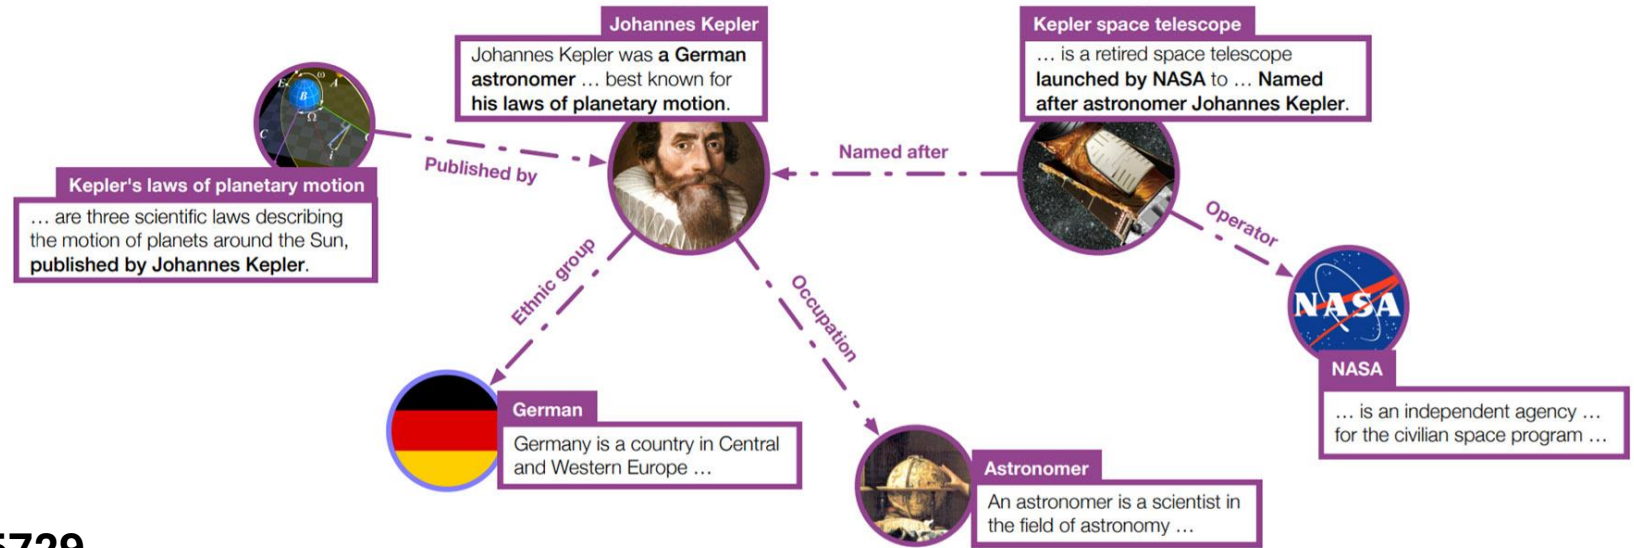 Johannes Kepler
Johannes Kepler was a German
astronomer … best known for
his laws of planetary motion.
Kepler space telescope
… is a retired space telescope
launched by NASA to … Named
after astronomer Johannes Kepler.
E
ω
A
B
Ω
C
i
Published by
Named after
Kepler's laws of planetary motion
… are three scientific laws describing
the motion of planets around the Sun,
published by Johannes Kepler.
Operator
Ethnic group
Occupation
NASA
NASA
… is an independent agency …
for the civilian space program …
German
Germany is a country in Central
and Western Europe …
Astronomer
An astronomer is a scientist in
the field of astronomy …
5729